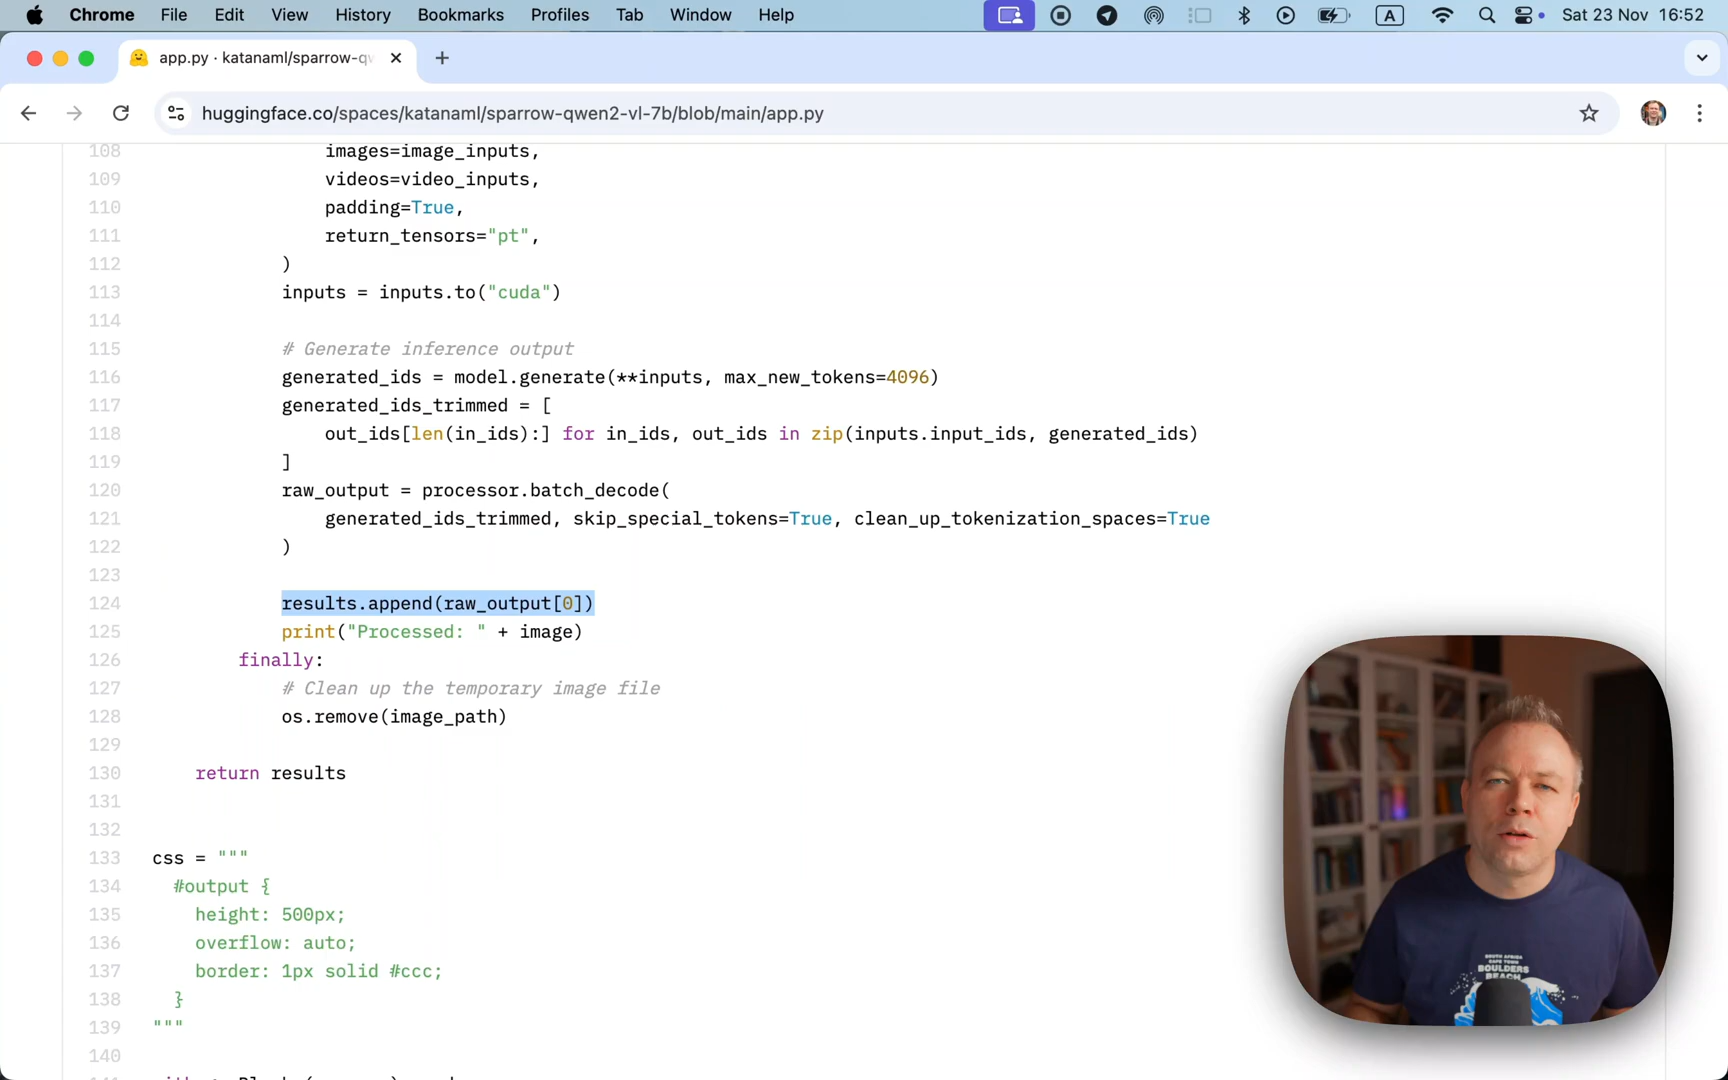 Chrome File Edit View History Bookmarks Profiles Tab Window Help A Sat 23 Nov 16:52
app.py · katanaml/sparrow-qw
huggingface.co/spaces/katanaml/sparrow-qwen2-vl-7b/blob/main/app.py
108 images=image_inputs,
109 videos=video_inputs,
110 padding=True,
111 return_tensors="pt",
112 )
113 inputs = inputs.to("cuda")
114
115 # Generate inference output
116 generated_ids = model.generate(**inputs, max_new_tokens=4096)
117 generated_ids_trimmed = [
118 out_ids[len(in_ids):] for in_ids, out_ids in zip(inputs.input_ids, generated_ids)
119 ]
120 raw_output = processor.batch_decode(
121 generated_ids_trimmed, skip_special_tokens=True, clean_up_tokenization_spaces=True
122 )
123
124 results.append(raw_output[0])
125 print("Processed: " + image)
126 finally:
127 # Clean up the temporary image file
128 os.remove(image_path)
129
130 return results
131
132
133 css = """
134 #output {
135 height: 500px;
136 overflow: auto;
137 border: 1px solid #ccc;
138 }
139 """
140
SOUTH AFRICA
CAPE TOWN
BOULDERS
BEACH